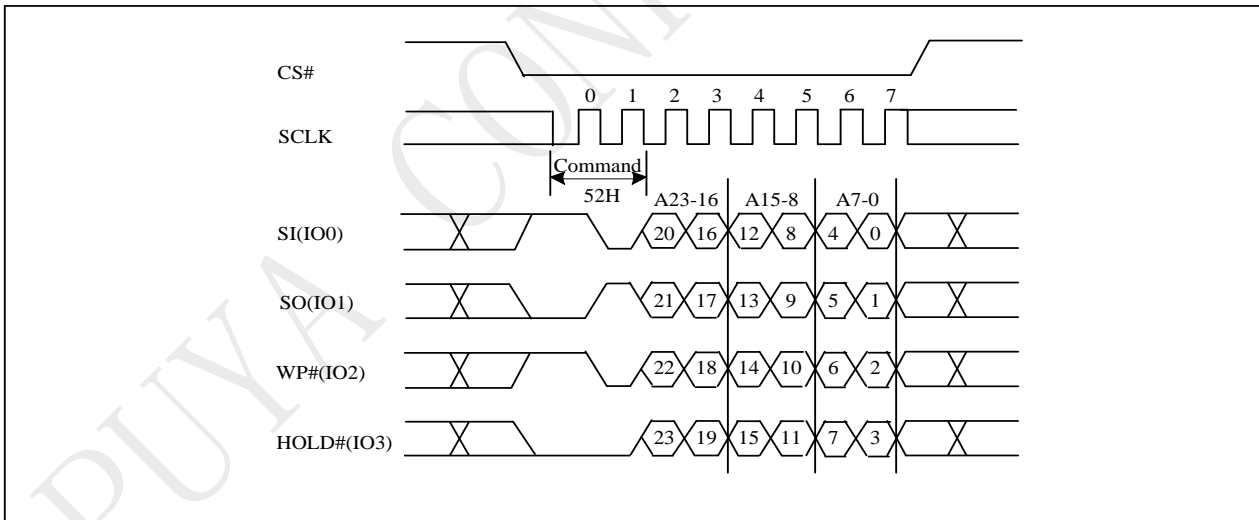 PUYA CONF
CS#
0 1 2 3 4 5 6 7
SCLK
Command
52H
A23-16 A15-8 A7-0
SI(IO0)
20 16 12 8 4 0
SO(IO1)
21 17 13 9 5 1
WP#(IO2)
22 18 14 10 6 2
HOLD#(IO3)
23 19 15 11 7 3